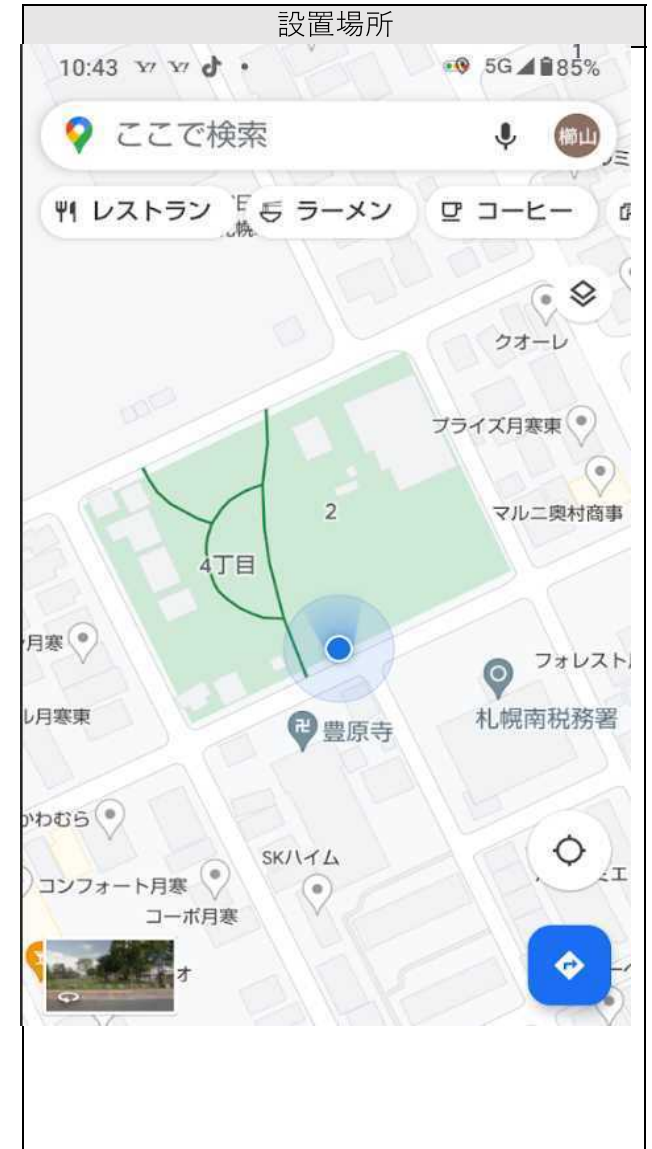 設置場所
1
10:43 5G 85%
ここで検索
櫛山
レストラン ラーメン コーヒー
クオーレ
プライズ月寒東
2
マルニ奥村商事
4丁目
月寒
フォレスト
ル月寒東
豊原寺
札幌南税務署
かわむら
SKハイム
コンフォート月寒
コーポ月寒
オ